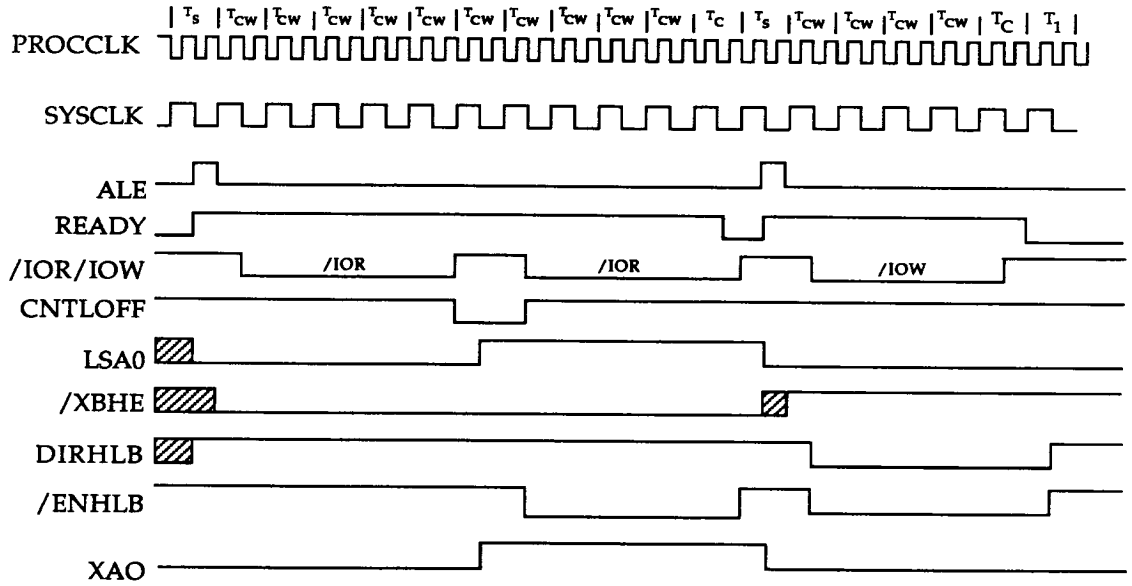 | Ts | Tcw | Tcw | Tcw | Tcw | Tcw | Tcw | Tcw | Tcw | Tcw | Tcw | Tc | Ts | Tcw | Tcw | Tcw | Tcw | TC | T1 |
PROCCLK
SYSCLK
ALE
READY
/IOR/IOW /IOR /IOR /IOW
CNTLOFF
LSA0
/XBHE
DIRHLB
/ENHLB
XAO